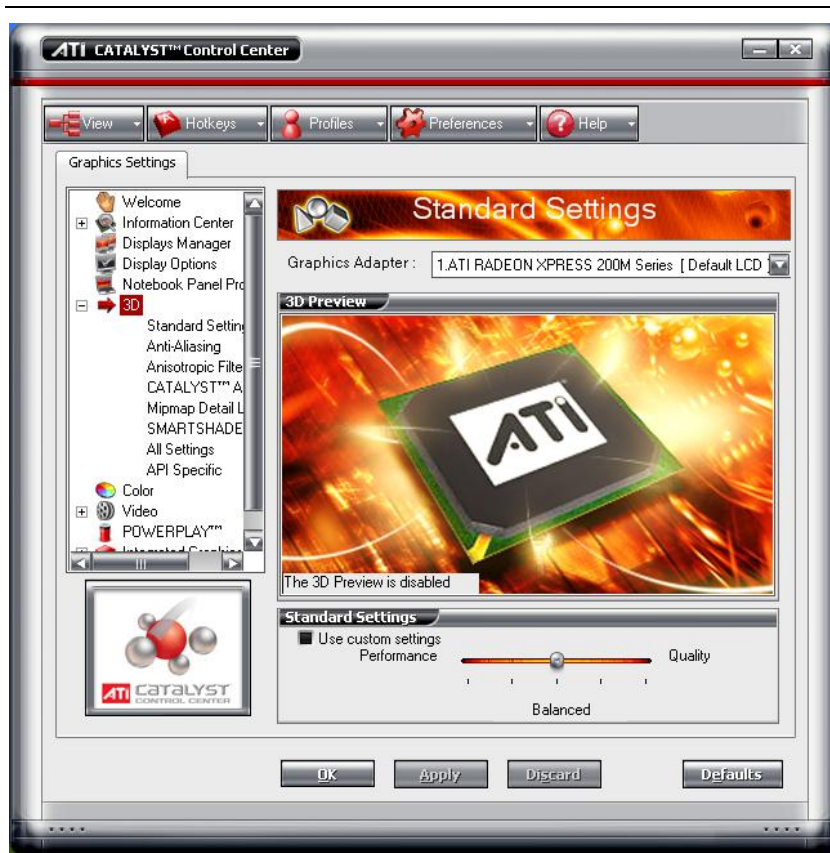 ATI CATALYST™ Control Center
View
Hotkeys
Profiles
Preferences
Help
Graphics Settings
Welcome
Information Center
Displays Manager
Display Options
Notebook Panel Pro
3D
Standard Settin
Anti-Aliasing
Anisotropic Filte
CATALYST™ A
Mipmap Detail L
SMARTSHADE
All Settings
API Specific
Color
Video
POWERPLAY™
ATI CATALYST
CONTROL CENTER
Standard Settings
Graphics Adapter :
1.ATI RADEON XPRESS 200M Series [ Default LCD ]
3D Preview
ATI
The 3D Preview is disabled
Standard Settings
Use custom settings
Performance
Quality
Balanced
OK
Apply
Discard
Defaults